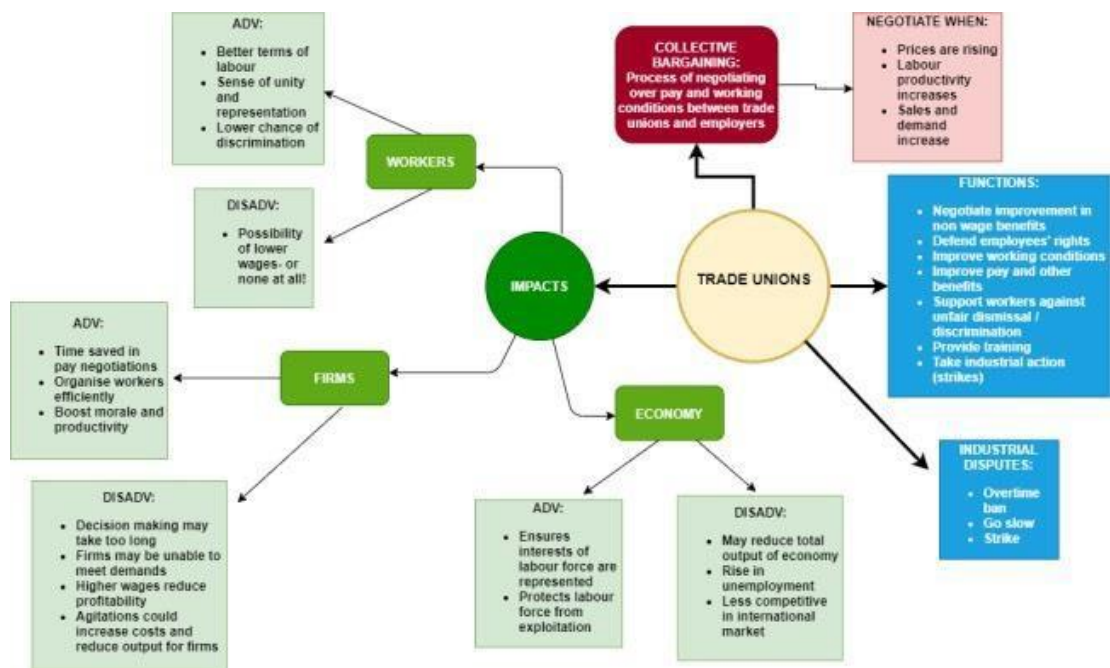 ADV:
• Better terms of
labour
• Sense of unity
and
representation
• Lower chance of
discrimination
COLLECTIVE
BARGAINING:
Process of negotiating
over pay and working
conditions between trade
unions and employers
NEGOTIATE WHEN:
• Prices are rising
• Labour
productivity
increases
• Sales and
demand
increase
WORKERS
DISADV:
• Possibility of
lower
wages- or
none at all!
IMPACTS
TRADE UNIONS
FUNCTIONS:
• Negotiate improvement in
non wage benefits
• Defend employees' rights
• Improve working conditions
• Improve pay and other
benefits
• Support workers against
unfair dismissal /
discrimination
• Provide training
• Take industrial action
(strikes)
ADV:
• Time saved in
pay negotiations
• Organise workers
efficiently
• Boost morale and
productivity
FIRMS
ECONOMY
INDUSTRIAL
DISPUTES:
• Overtime
ban
• Go slow
• Strike
DISADV:
• Decision making may
take too long
• Firms may be unable to
meet demands
• Higher wages reduce
profitability
• Agitations could
increase costs and
reduce output for firms
ADV:
• Ensures
interests of
labour force are
represented
• Protects labour
force from
exploitation
DISADV:
• May reduce total
output of economy
• Rise in
unemployment
• Less competitive
in international
market